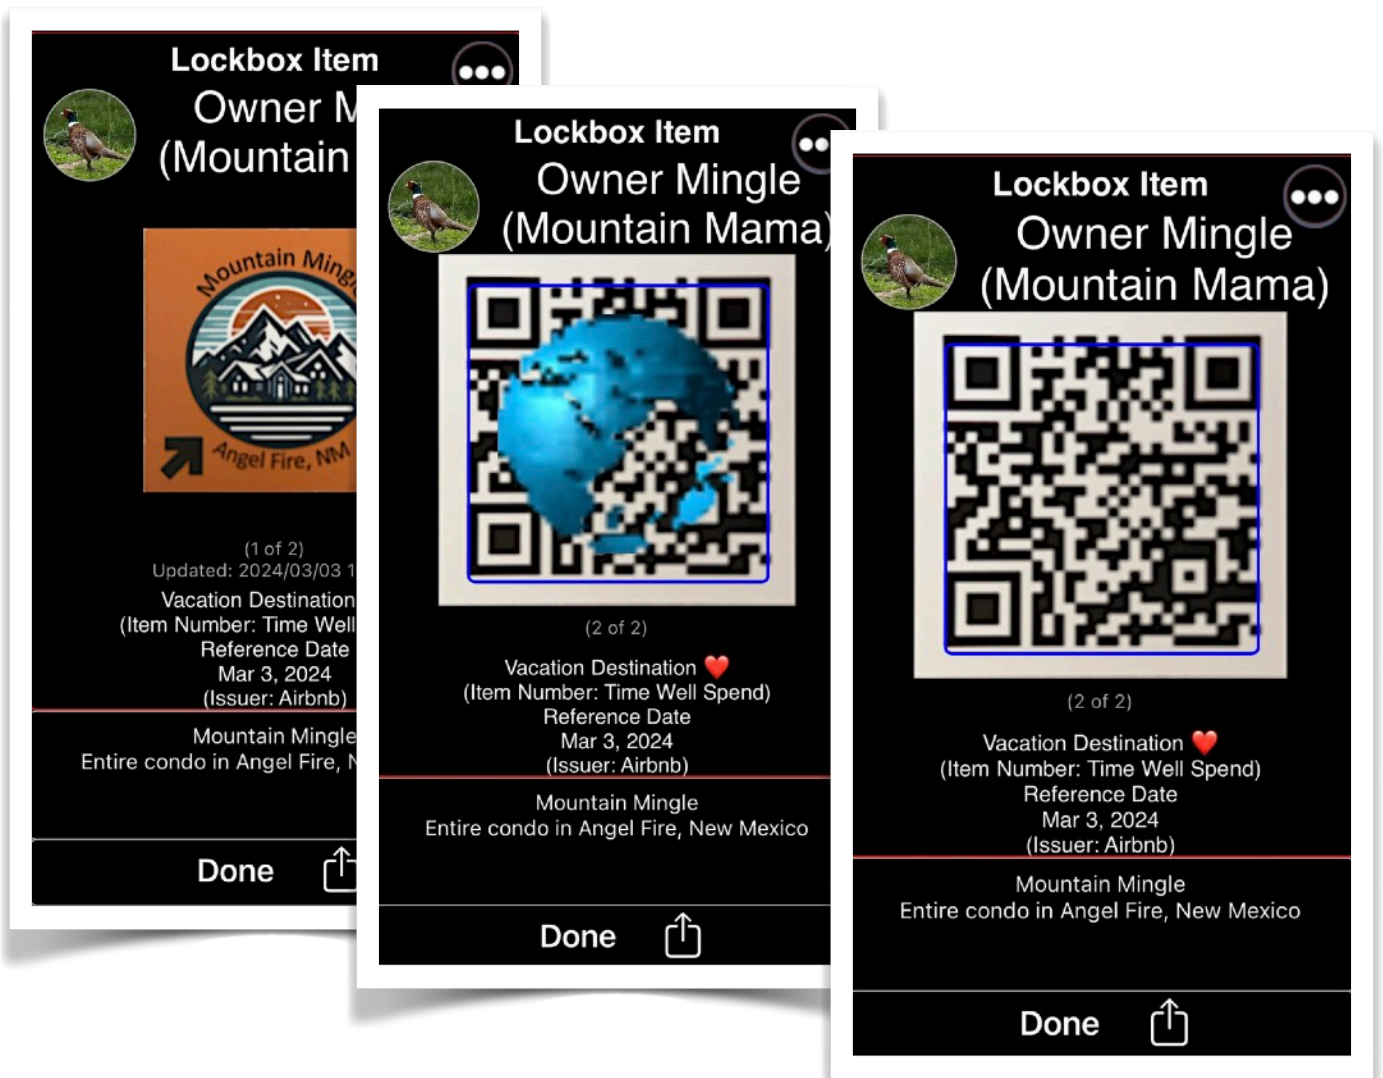 Lockbox Item
Owner M
(Mountain
Mountain Mingl
Angel Fire, NM
(1 of 2)
Updated: 2024/03/03 1
Vacation Destination
(Item Number: Time Well
Reference Date
Mar 3, 2024
(Issuer: Airbnb)
Mountain Mingle
Entire condo in Angel Fire, N
Done
Lockbox Item
Owner Mingle
(Mountain Mama)
(2 of 2)
Vacation Destination ❤️
(Item Number: Time Well Spend)
Reference Date
Mar 3, 2024
(Issuer: Airbnb)
Mountain Mingle
Entire condo in Angel Fire, New Mexico
Done
Lockbox Item
Owner Mingle
(Mountain Mama)
(2 of 2)
Vacation Destination ❤️
(Item Number: Time Well Spend)
Reference Date
Mar 3, 2024
(Issuer: Airbnb)
Mountain Mingle
Entire condo in Angel Fire, New Mexico
Done